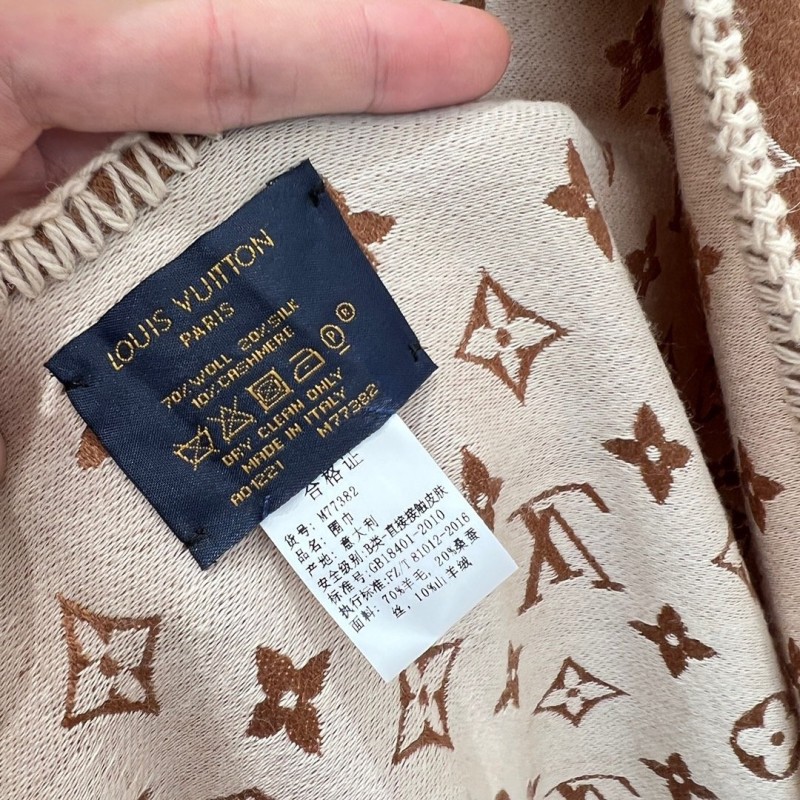 LOUIS VUITTON
PARIS
70% WOLL 20% SILK
10% CASHMERE
P R
DRY CLEAN ONLY
MADE IN ITALY
A01221 M77382
合格证
货号: M77382
品名: 围巾
产地: 意大利
安全级别: B类-直接接触皮肤
标准号: GB18401-2010
执行标准: FZ/T 81012-2016
面料: 70%羊毛, 20%桑蚕
丝, 10%山羊绒